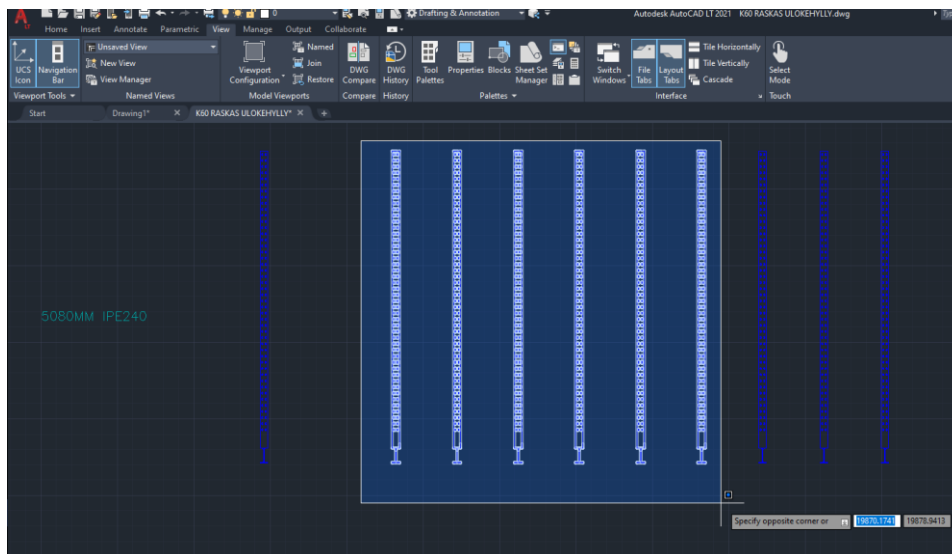 0
Drafting & Annotation
Autodesk AutoCAD LT 2021 K60 RASKAS ULOKEHYLLY.dwg
Home Insert Annotate Parametric View Manage Output Collaborate
UCS Icon
Navigation Bar
Unsaved View
New View
View Manager
Viewport Configuration
Named
Join
Restore
DWG Compare
DWG History
Tool Palettes
Properties
Blocks
Sheet Set Manager
Switch Windows
File Tabs
Layout Tabs
Tile Horizontally
Tile Vertically
Cascade
Select Mode
Viewport Tools Named Views Model Viewports Compare History Palettes Interface Touch
Start Drawing1* K60 RASKAS ULOKEHYLLY*
5080MM IPE240
Specify opposite corner or 19870.1741 19878.9413